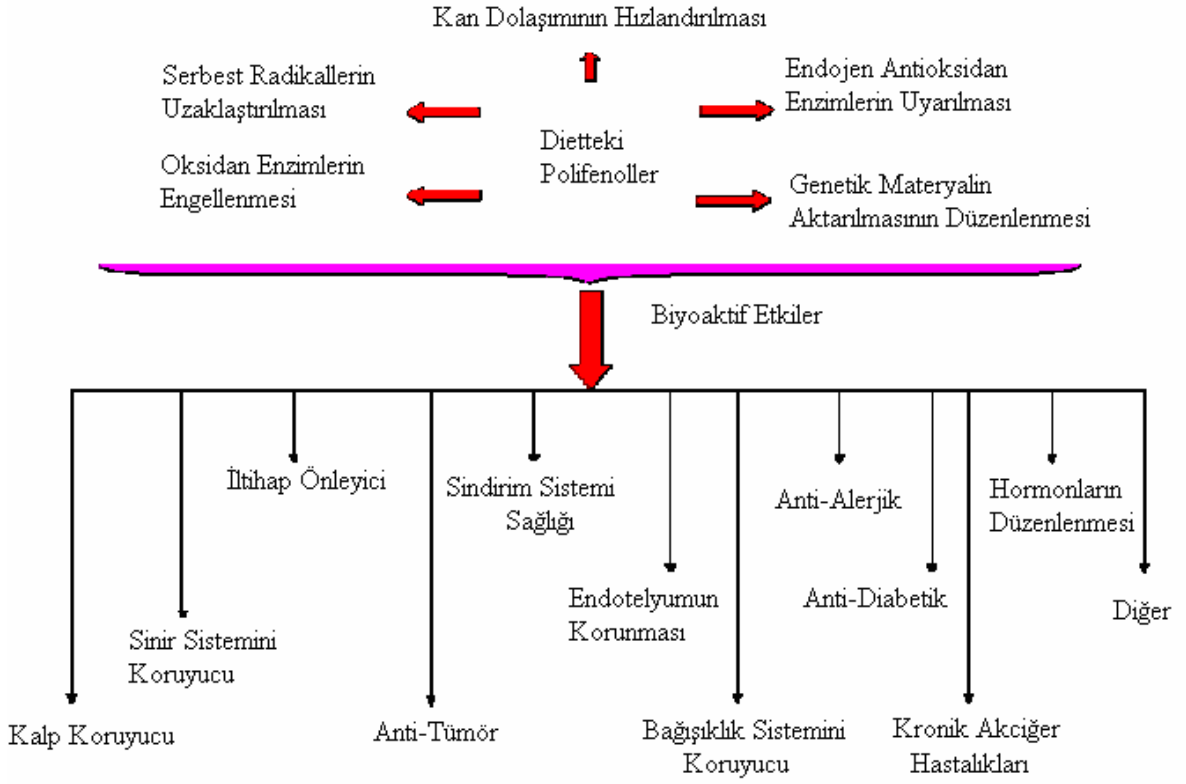 Kan Dolaşımının Hızlandırılması
Serbest Radikallerin
Uzaklaştırılması
Endojen Antioksidan
Enzimlerin Uyarılması
Dietteki
Polifenoller
Oksidan Enzimlerin
Engellenmesi
Genetik Materyalin
Aktarılmasının Düzenlenmesi
Biyoaktif Etkiler
İltihap Önleyici
Sindirim Sistemi
Sağlığı
Anti-Alerjik
Hormonların
Düzenlenmesi
Endotelyumun
Korunması
Anti-Diabetik
Diğer
Sinir Sistemini
Koruyucu
Kalp Koruyucu
Anti-Tümör
Bağışıklık Sistemini
Koruyucu
Kronik Akciğer
Hastalıkları